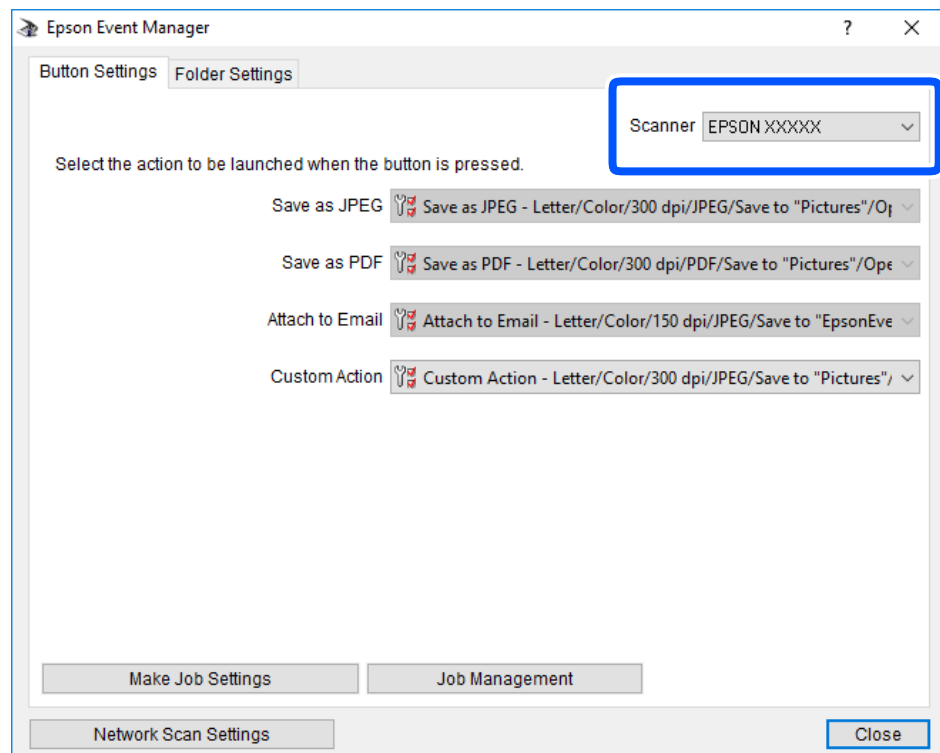 Epson Event Manager
?
Button Settings Folder Settings
Scanner EPSON XXXXX
Select the action to be launched when the button is pressed.
Save as JPEG Save as JPEG - Letter/Color/300 dpi/JPEG/Save to "Pictures"/Op
Save as PDF Save as PDF - Letter/Color/300 dpi/PDF/Save to "Pictures"/Ope
Attach to Email Attach to Email - Letter/Color/150 dpi/JPEG/Save to "EpsonEve
Custom Action Custom Action - Letter/Color/300 dpi/JPEG/Save to "Pictures"/
Make Job Settings Job Management
Network Scan Settings Close